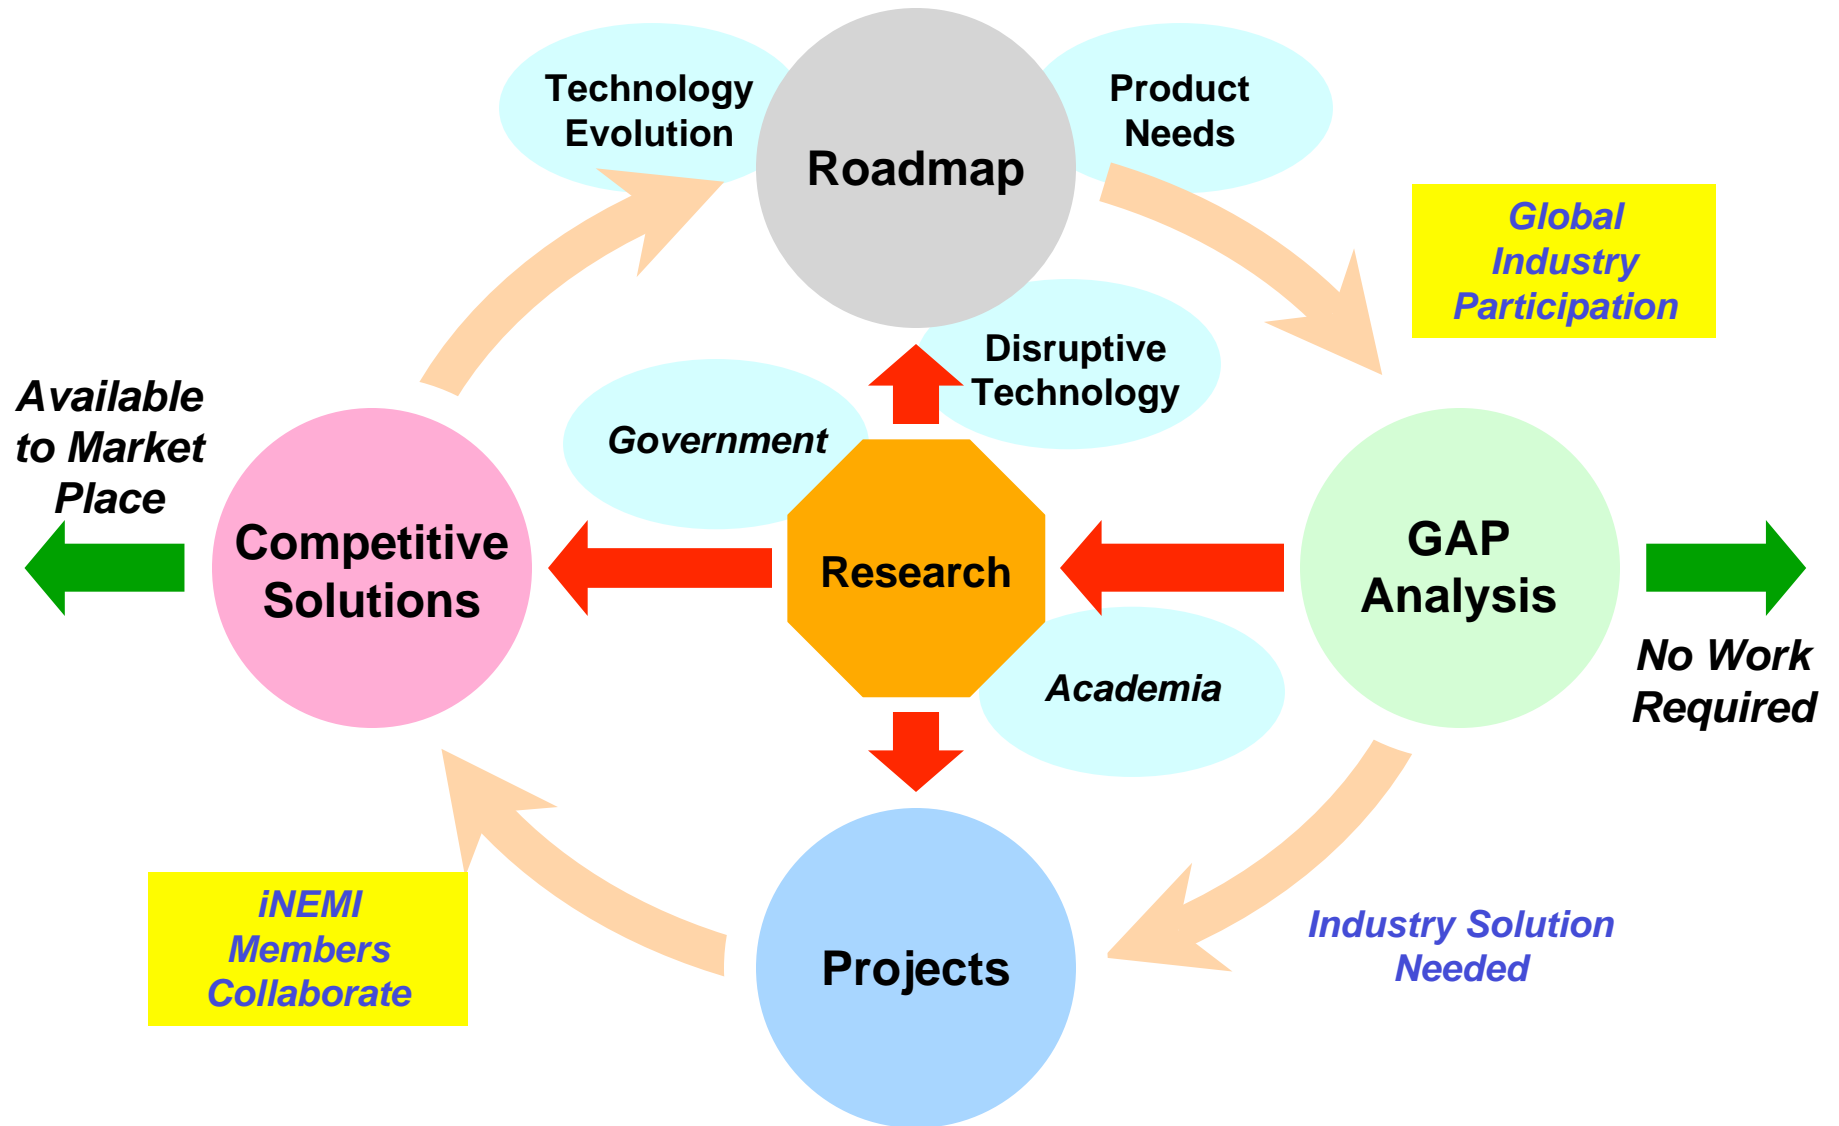 Technology
Evolution
Product
Needs
Roadmap
Global
Industry
Participation
Disruptive
Technology
Available
to Market
Place
Government
Competitive
Solutions
Research
GAP
Analysis
No Work
Required
Academia
iNEMI
Members
Collaborate
Projects
Industry Solution
Needed